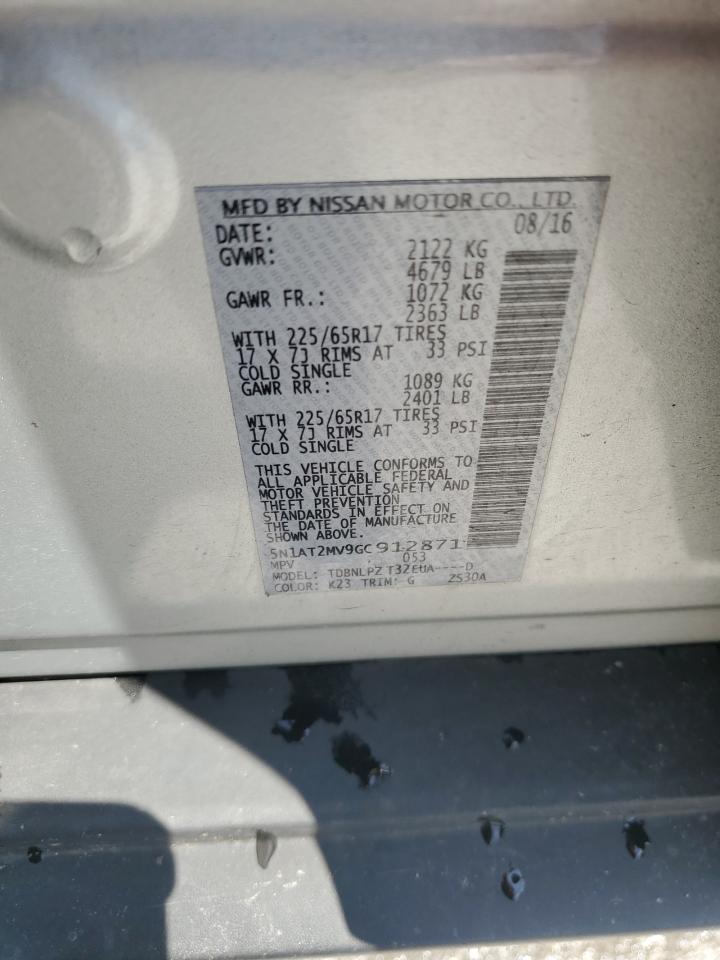 MFD BY NISSAN MOTOR CO., LTD.
DATE: 08/16
GVWR: 2122 KG
4679 LB
GAWR FR.: 1072 KG
2363 LB
WITH 225/65R17 TIRES
17 X 7J RIMS AT 33 PSI
COLD SINGLE
GAWR RR.: 1089 KG
2401 LB
WITH 225/65R17 TIRES
17 X 7J RIMS AT 33 PSI
COLD SINGLE
THIS VEHICLE CONFORMS TO
ALL APPLICABLE FEDERAL
MOTOR VEHICLE SAFETY AND
THEFT PREVENTION
STANDARDS IN EFFECT ON
THE DATE OF MANUFACTURE
SHOWN ABOVE.
5N1AT2MV9GC912871
MPV 053
MODEL: TDBNLPZ T32EUA----D
COLOR: K23 TRIM: G 2S30A